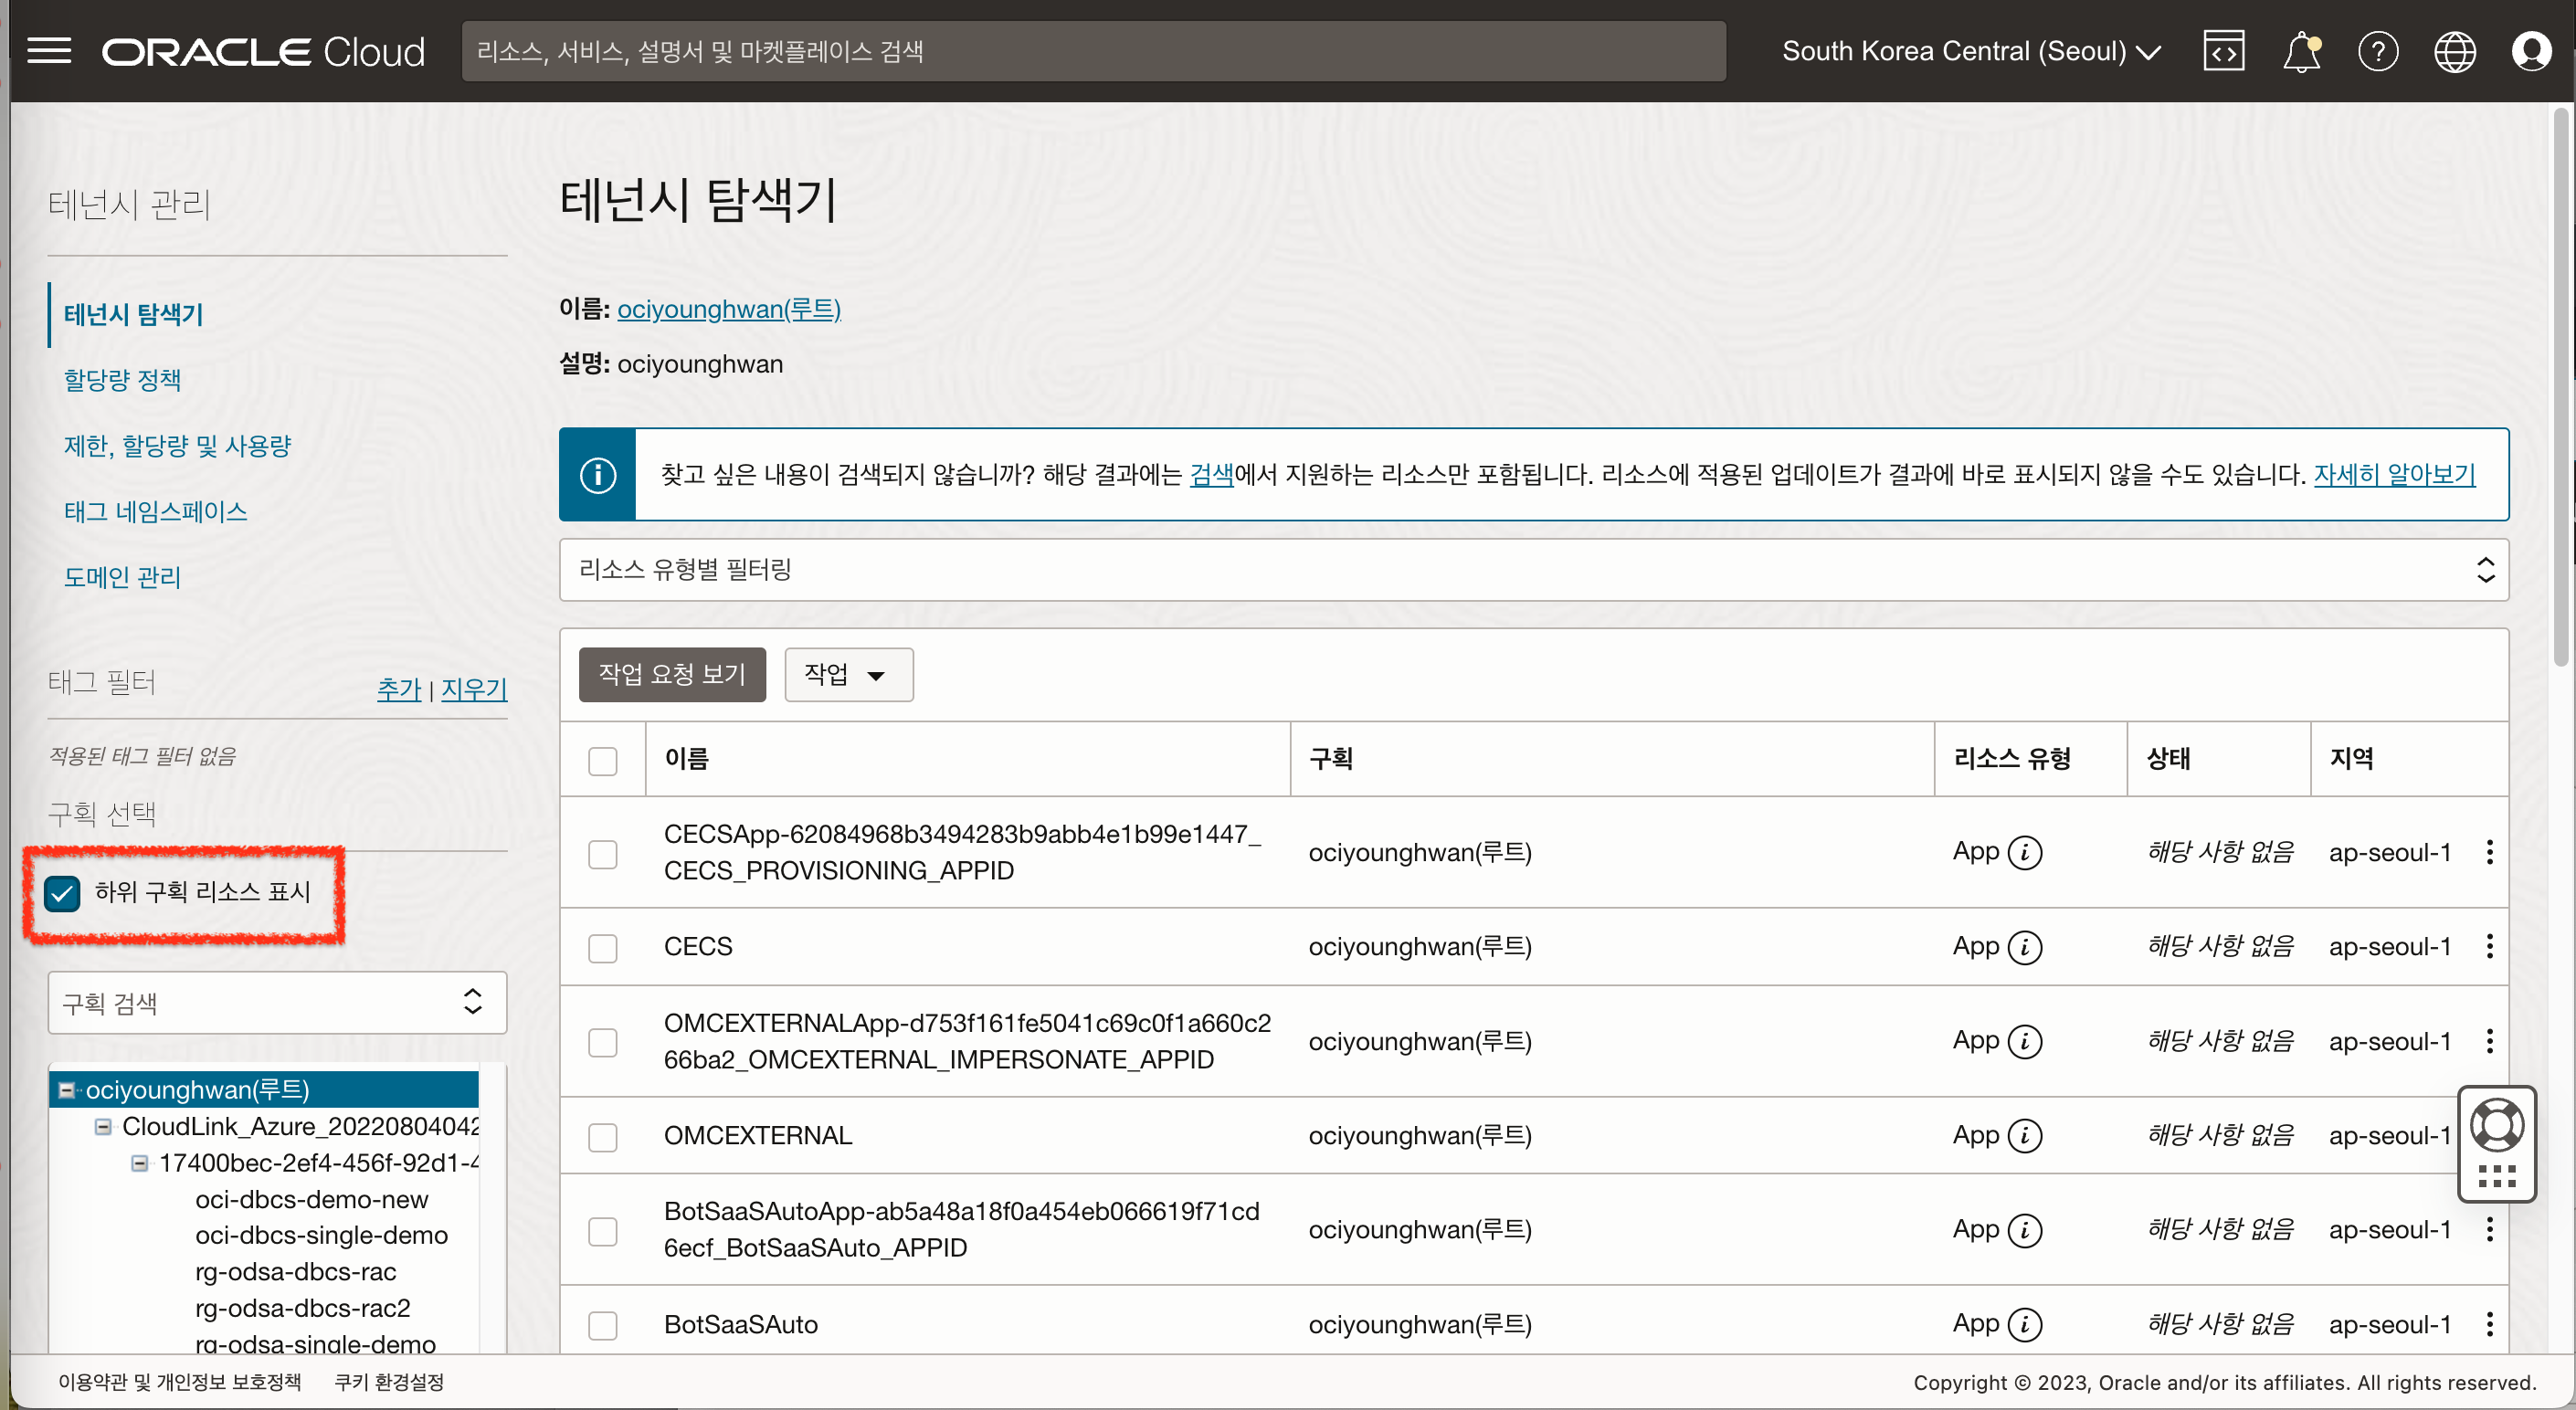 ORACLE Cloud
리소스, 서비스, 설명서 및 마켓플레이스 검색
South Korea Central (Seoul)
테넌시 관리
테넌시 탐색기
할당량 정책
제한, 할당량 및 사용량
태그 네임스페이스
도메인 관리
태그 필터
추가 | 지우기
적용된 태그 필터 없음
구획 선택
하위 구획 리소스 표시
구획 검색
ociyounghwan(루트)
CloudLink_Azure_20220804042
17400bec-2ef4-456f-92d1-4
oci-dbcs-demo-new
oci-dbcs-single-demo
rg-odsa-dbcs-rac
rg-odsa-dbcs-rac2
rg-odsa-single-demo
테넌시 탐색기
이름: ociyounghwan(루트)
설명: ociyounghwan
찾고 싶은 내용이 검색되지 않습니까? 해당 결과에는 검색에서 지원하는 리소스만 포함됩니다. 리소스에 적용된 업데이트가 결과에 바로 표시되지 않을 수도 있습니다. 자세히 알아보기
리소스 유형별 필터링
작업 요청 보기 작업
이름 구획 리소스 유형 상태 지역
CECSApp-62084968b3494283b9abb4e1b99e1447_
CECS_PROVISIONING_APPID ociyounghwan(루트) App 해당 사항 없음 ap-seoul-1
CECS ociyounghwan(루트) App 해당 사항 없음 ap-seoul-1
OMCEXTERNALApp-d753f161fe5041c69c0f1a660c2
66ba2_OMCEXTERNAL_IMPERSONATE_APPID ociyounghwan(루트) App 해당 사항 없음 ap-seoul-1
OMCEXTERNAL ociyounghwan(루트) App 해당 사항 없음 ap-seoul-1
BotSaaSAutoApp-ab5a48a18f0a454eb066619f71cd
6ecf_BotSaaSAuto_APPID ociyounghwan(루트) App 해당 사항 없음 ap-seoul-1
BotSaaSAuto ociyounghwan(루트) App 해당 사항 없음 ap-seoul-1
이용약관 및 개인정보 보호정책 쿠키 환경설정
Copyright © 2023, Oracle and/or its affiliates. All rights reserved.